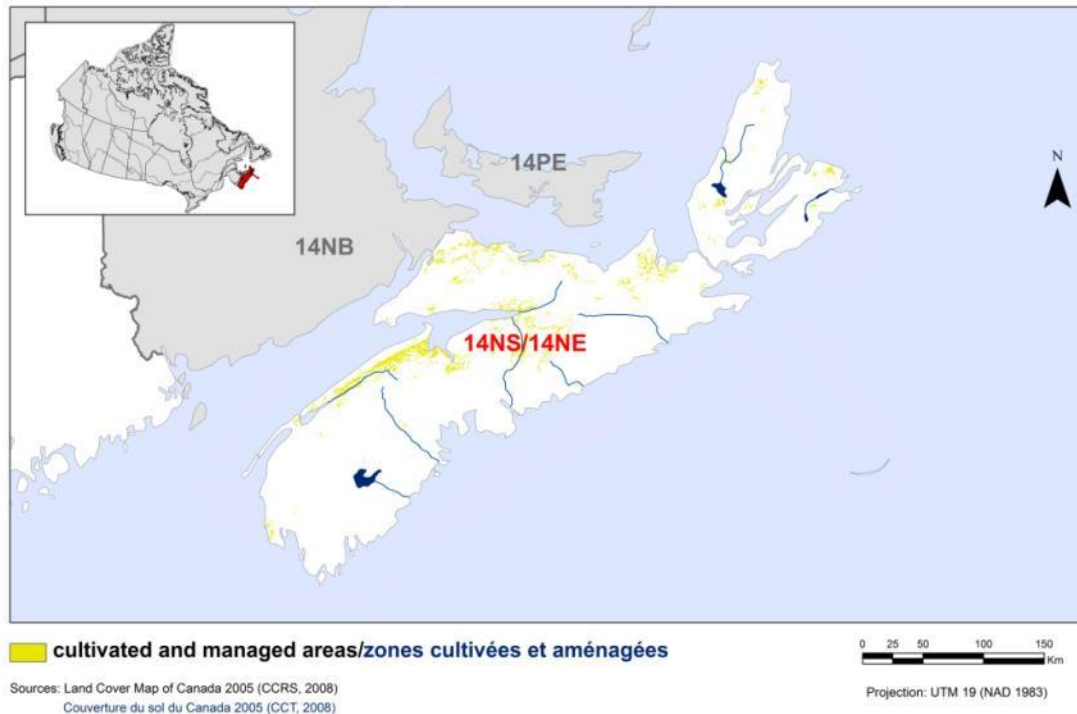 14PE
N
14NB
14NS/14NE
cultivated and managed areas/zones cultivées et aménagées
0 25 50 100 150
Km
Sources: Land Cover Map of Canada 2005 (CCRS, 2008)
Couverture du sol du Canada 2005 (CCT, 2008)
Projection: UTM 19 (NAD 1983)